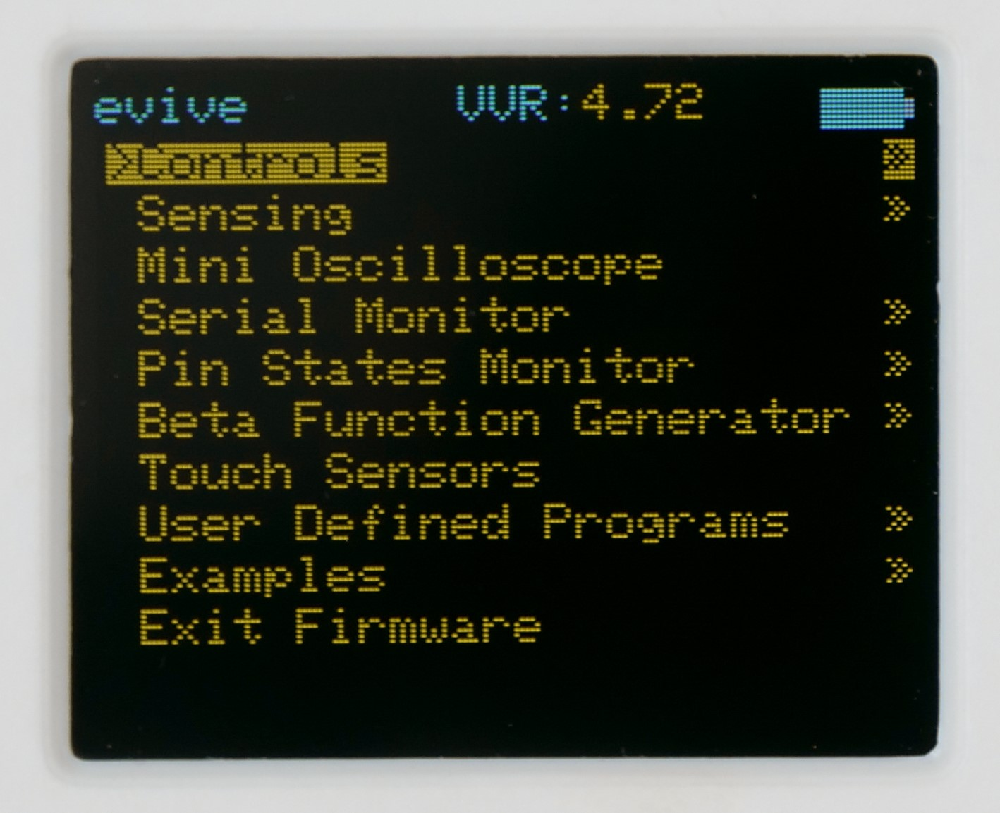 evive VVR:4.72
>Controls »
Sensing »
Mini Oscilloscope
Serial Monitor »
Pin States Monitor »
Beta Function Generator »
Touch Sensors
User Defined Programs »
Examples »
Exit Firmware